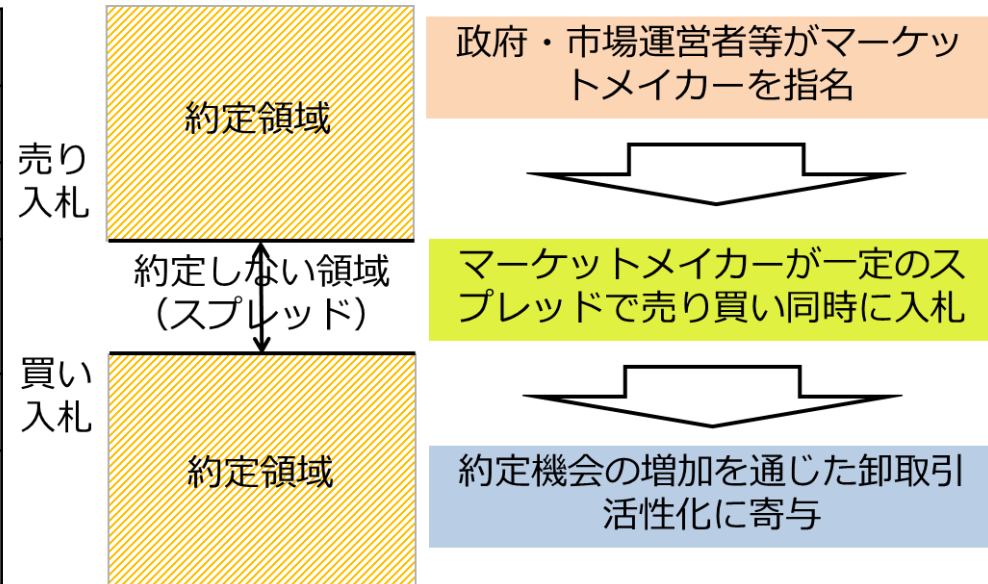 約定領域
売り
入札
約定しない領域
（スプレッド）
買い
入札
約定領域
政府・市場運営者等がマーケッ
トメイカーを指名
マーケットメイカーが一定のス
プレッドで売り買い同時に入札
約定機会の増加を通じた卸取引
活性化に寄与